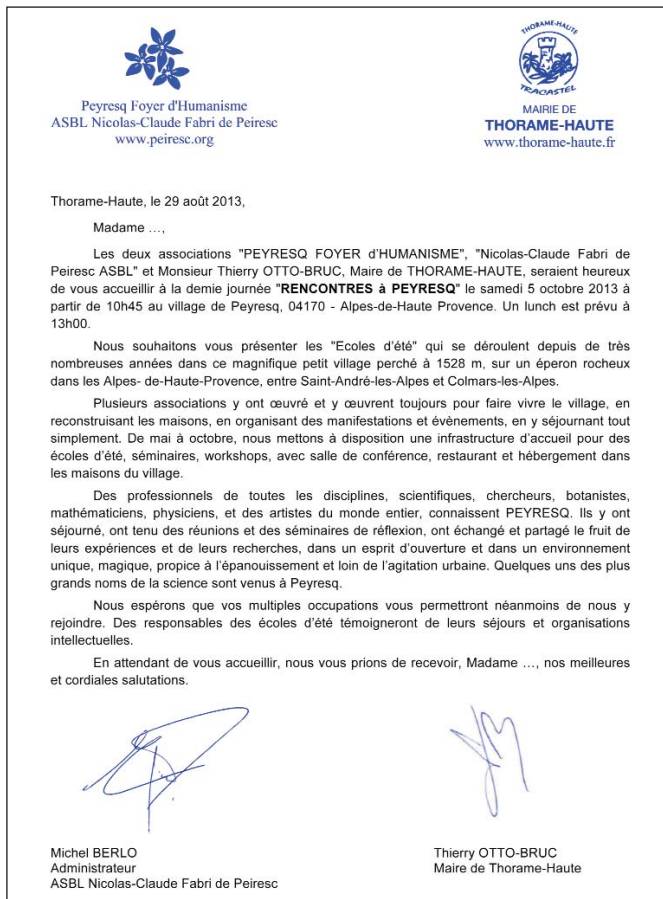 Peyresq Foyer d'Humanisme
ASBL Nicolas-Claude Fabri de Peiresc
www.peiresc.org
THORAME-HAUTE
TRACASTEL
MAIRIE DE
THORAME-HAUTE
www.thorame-haute.fr
Thorame-Haute, le 29 août 2013,
Madame …,
Les deux associations "PEYRESQ FOYER d'HUMANISME", "Nicolas-Claude Fabri de
Peiresc ASBL" et Monsieur Thierry OTTO-BRUC, Maire de THORAME-HAUTE, seraient heureux
de vous accueillir à la demie journée "RENCONTRES à PEYRESQ" le samedi 5 octobre 2013 à
partir de 10h45 au village de Peyresq, 04170 - Alpes-de-Haute Provence. Un lunch est prévu à
13h00.
Nous souhaitons vous présenter les "Ecoles d'été" qui se déroulent depuis de très
nombreuses années dans ce magnifique petit village perché à 1528 m, sur un éperon rocheux
dans les Alpes- de-Haute-Provence, entre Saint-André-les-Alpes et Colmars-les-Alpes.
Plusieurs associations y ont œuvré et y œuvrent toujours pour faire vivre le village, en
reconstruisant les maisons, en organisant des manifestations et évènements, en y séjournant tout
simplement. De mai à octobre, nous mettons à disposition une infrastructure d'accueil pour des
écoles d'été, séminaires, workshops, avec salle de conférence, restaurant et hébergement dans
les maisons du village.
Des professionnels de toutes les disciplines, scientifiques, chercheurs, botanistes,
mathématiciens, physiciens, et des artistes du monde entier, connaissent PEYRESQ. Ils y ont
séjourné, ont tenu des réunions et des séminaires de réflexion, ont échangé et partagé le fruit de
leurs expériences et de leurs recherches, dans un esprit d'ouverture et dans un environnement
unique, magique, propice à l'épanouissement et loin de l'agitation urbaine. Quelques uns des plus
grands noms de la science sont venus à Peyresq.
Nous espérons que vos multiples occupations vous permettront néanmoins de nous y
rejoindre. Des responsables des écoles d'été témoigneront de leurs séjours et organisations
intellectuelles.
En attendant de vous accueillir, nous vous prions de recevoir, Madame …, nos meilleures
et cordiales salutations.
Michel BERLO
Administrateur
ASBL Nicolas-Claude Fabri de Peiresc
Thierry OTTO-BRUC
Maire de Thorame-Haute